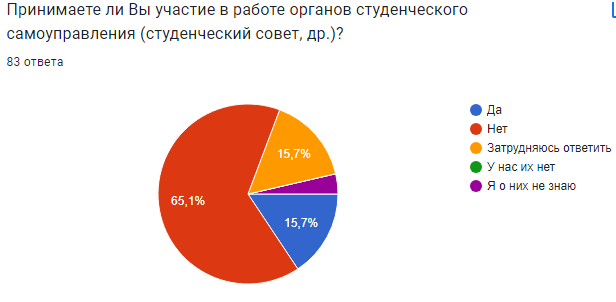 Принимаете ли Вы участие в работе органов студенческого
самоуправления (студенческий совет, др.)?
83 ответа
Да
Нет
Затрудняюсь ответить
У нас их нет
Я о них не знаю
15,7%
65,1%
15,7%